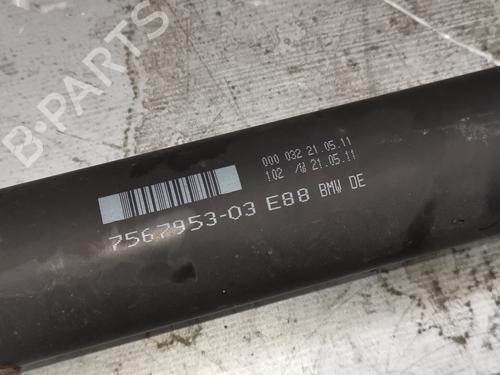 B-PARTS
000 032 21.05.11
102 /W 21.05.11
7567953-03 E88 BMW DE